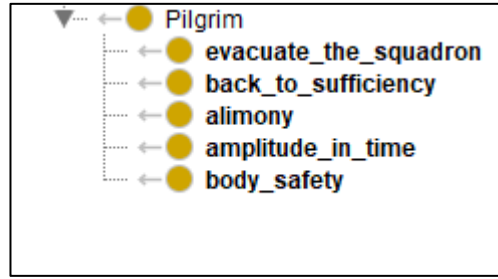 Pilgrim
evacuate_the_squadron
back_to_sufficiency
alimony
amplitude_in_time
body_safety